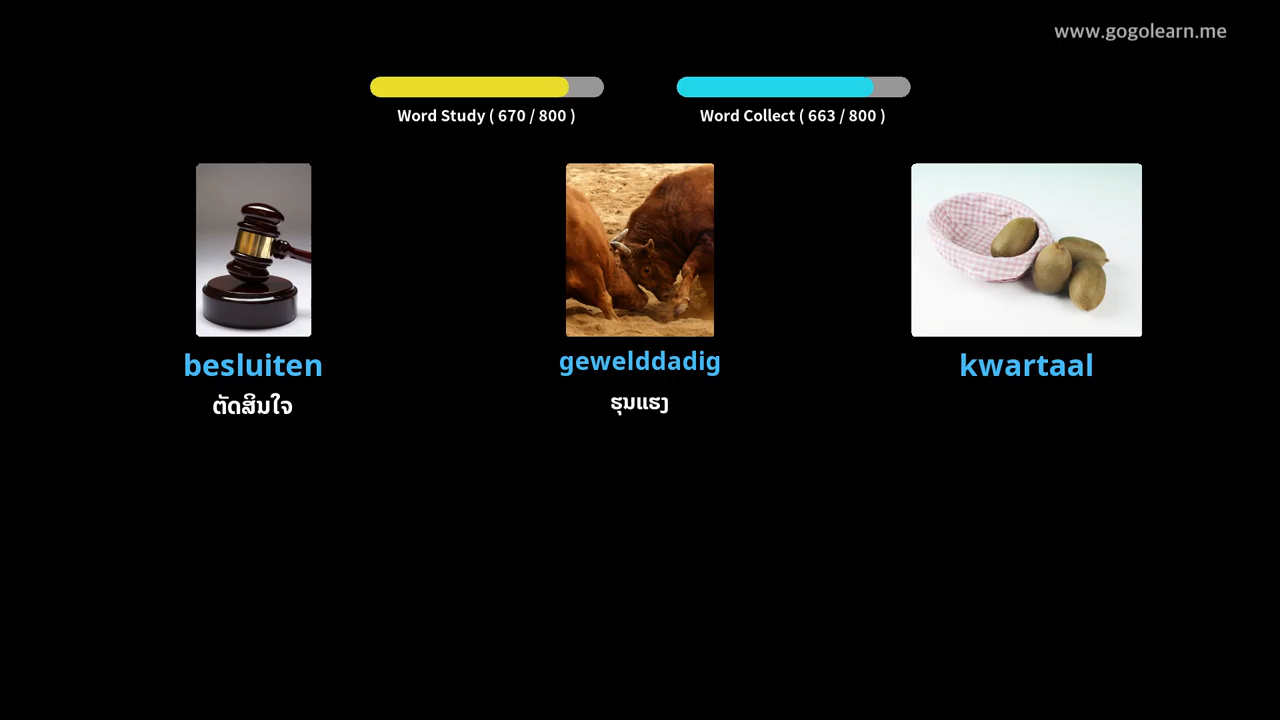 www.gogolearn.me
Word Study ( 670 / 800 )
Word Collect ( 663 / 800 )
besluiten
ຕັດສິນໃຈ
gewelddadig
ຮຸນແຮງ
kwartaal